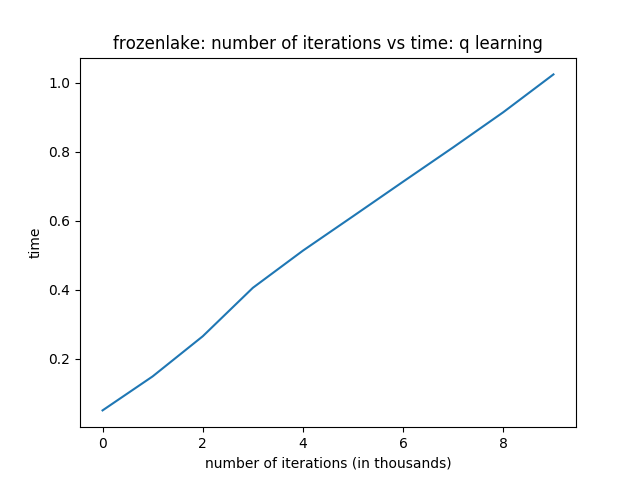 frozenlake: number of iterations vs time: q learning
1.0
0.8
0.6
0.4
0.2
time
0 2 4 6 8
number of iterations (in thousands)